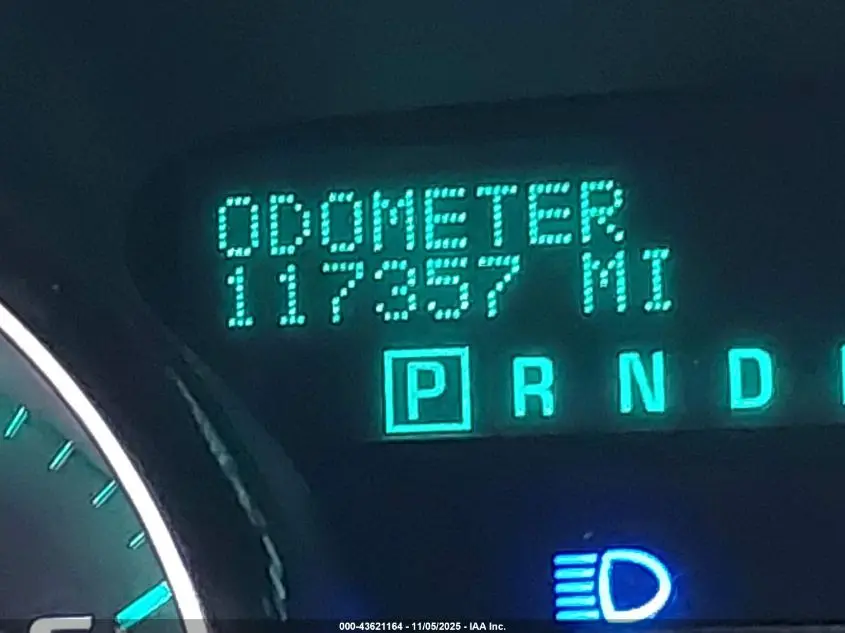 ODOMETER
117357 MI
P R N D
000-43621164 - 11/05/2025 - IAA Inc.